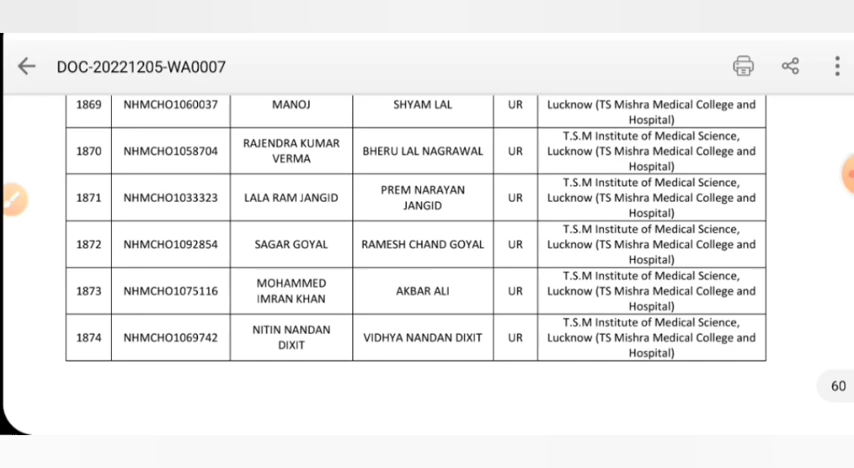 DOC-20221205-WA0007
1869 NHMCHO1060037 MANOJ SHYAM LAL UR Lucknow (TS Mishra Medical College and
Hospital)
1870 NHMCHO1058704 RAJENDRA KUMAR
VERMA BHERU LAL NAGRAWAL UR T.S.M Institute of Medical Science,
Lucknow (TS Mishra Medical College and
Hospital)
1871 NHMCHO1033323 LALA RAM JANGID PREM NARAYAN
JANGID UR T.S.M Institute of Medical Science,
Lucknow (TS Mishra Medical College and
Hospital)
1872 NHMCHO1092854 SAGAR GOYAL RAMESH CHAND GOYAL UR T.S.M Institute of Medical Science,
Lucknow (TS Mishra Medical College and
Hospital)
1873 NHMCHO1075116 MOHAMMED
IMRAN KHAN AKBAR ALI UR T.S.M Institute of Medical Science,
Lucknow (TS Mishra Medical College and
Hospital)
1874 NHMCHO1069742 NITIN NANDAN
DIXIT VIDHYA NANDAN DIXIT UR T.S.M Institute of Medical Science,
Lucknow (TS Mishra Medical College and
Hospital)
60